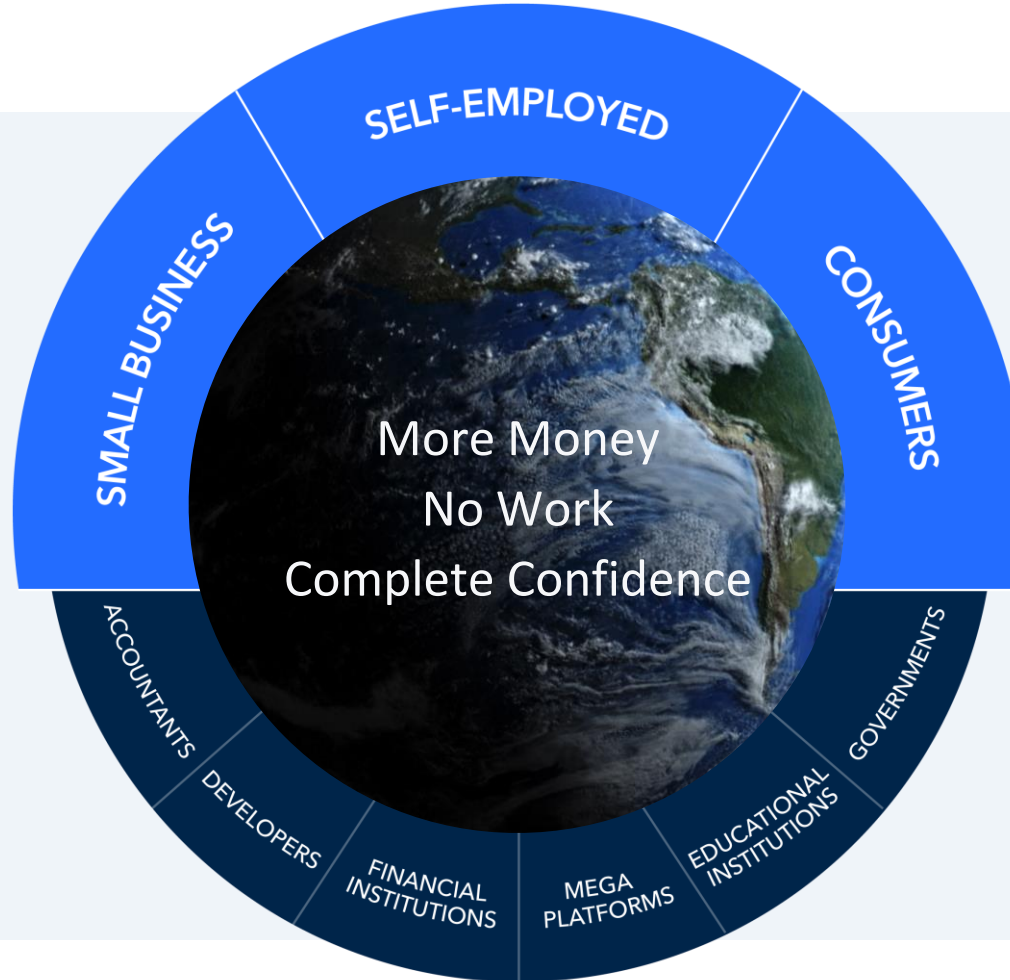 SMALL BUSINESS
SELF-EMPLOYED
CONSUMERS
More Money
No Work
Complete Confidence
ACCOUNTANTS
DEVELOPERS
FINANCIAL
INSTITUTIONS
MEGA
PLATFORMS
EDUCATIONAL
INSTITUTIONS
GOVERNMENTS